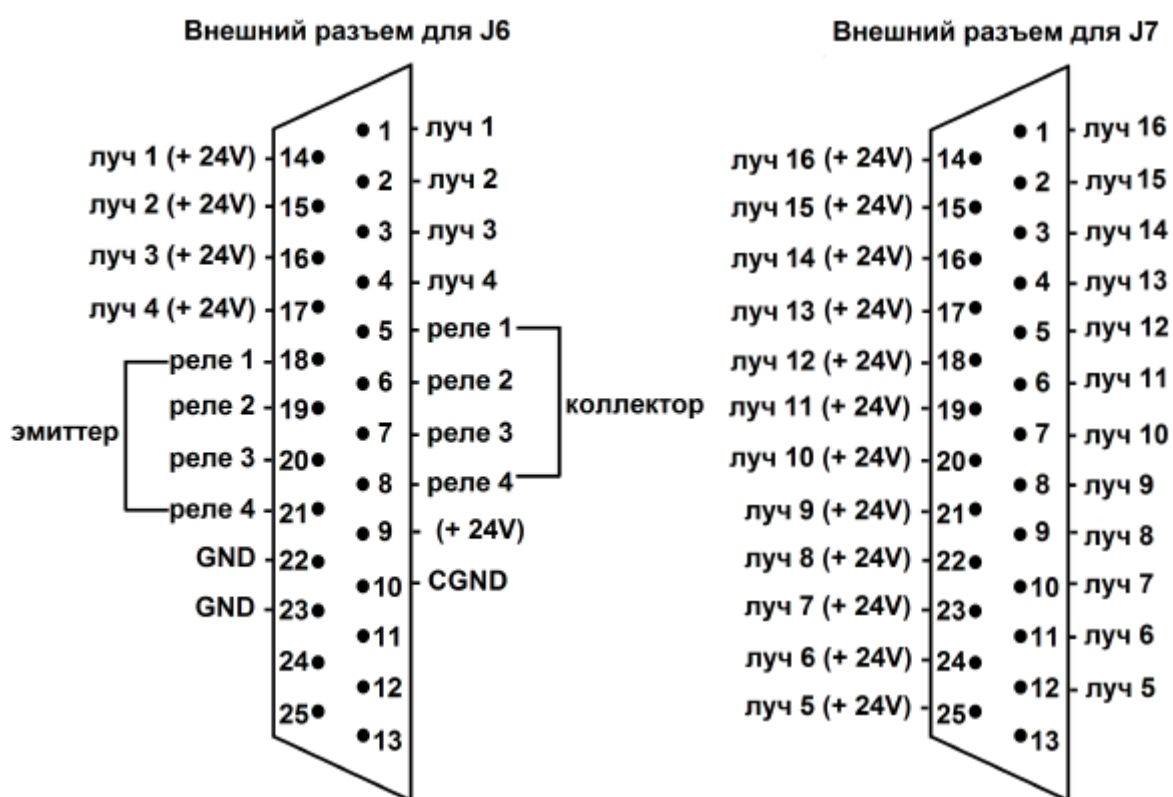 Внешний разъем для J6
1 луч 1
луч 1 (+ 24V) 14
2 луч 2
луч 2 (+ 24V) 15
3 луч 3
луч 3 (+ 24V) 16
4 луч 4
луч 4 (+ 24V) 17
5 реле 1
реле 1 18
6 реле 2
реле 2 19
коллектор
эмиттер
7 реле 3
реле 3 20
8 реле 4
реле 4 21
9 (+ 24V)
GND 22
10 CGND
GND 23
11
24
12
25
13
Внешний разъем для J7
1 луч 16
луч 16 (+ 24V) 14
2 луч 15
луч 15 (+ 24V) 15
3 луч 14
луч 14 (+ 24V) 16
4 луч 13
луч 13 (+ 24V) 17
5 луч 12
луч 12 (+ 24V) 18
6 луч 11
луч 11 (+ 24V) 19
7 луч 10
луч 10 (+ 24V) 20
8 луч 9
луч 9 (+ 24V) 21
9 луч 8
луч 8 (+ 24V) 22
10 луч 7
луч 7 (+ 24V) 23
11 луч 6
луч 6 (+ 24V) 24
12 луч 5
луч 5 (+ 24V) 25
13